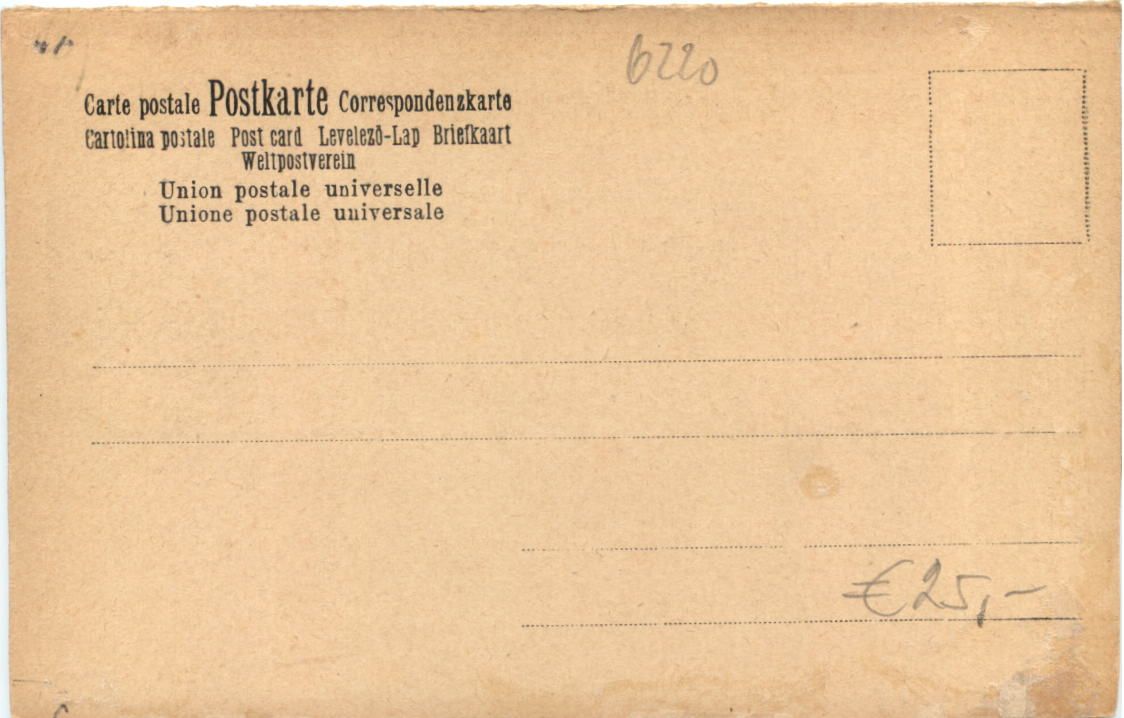 6220
Carte postale Postkarte Correspondenzkarte
Cartolina postale Post card Levelező-Lap Briefkaart
Weltpostverein
Union postale universelle
Unione postale universale
€ 25,-